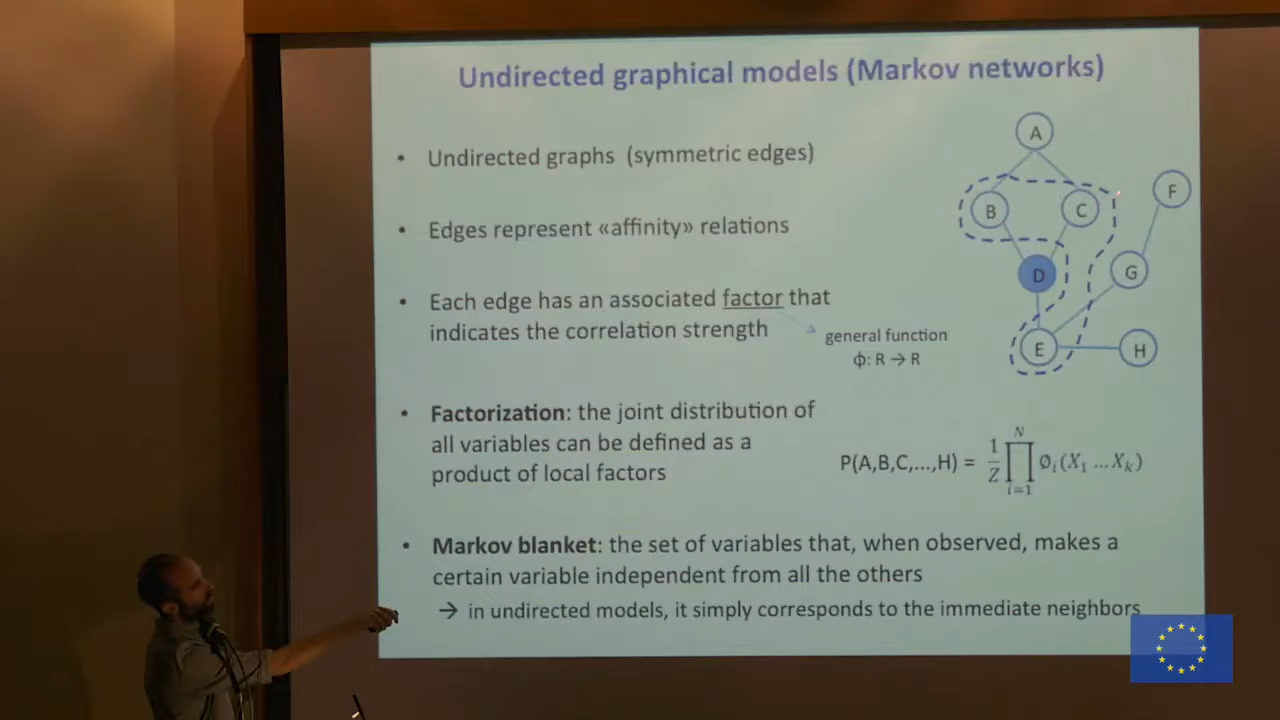 Undirected graphical models (Markov networks)
• Undirected graphs (symmetric edges)
• Edges represent «affinity» relations
• Each edge has an associated factor that
indicates the correlation strength
general function
ϕ: R → R
• Factorization: the joint distribution of
all variables can be defined as a
product of local factors
P(A,B,C,...,H) = 1/Z ∏ i=1 N ∅i(X1 ...Xk)
• Markov blanket: the set of variables that, when observed, makes a
certain variable independent from all the others
→ in undirected models, it simply corresponds to the immediate neighbors
A
F
B
C
D
G
E
H